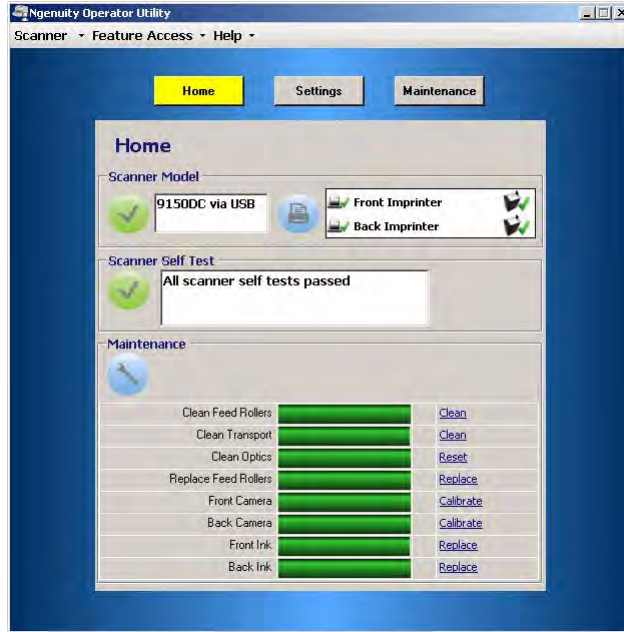 Ngenuity Operator Utility
Scanner Feature Access Help
Home Settings Maintenance
Home
Scanner Model
9150DC via USB
Front Imprinter
Back Imprinter
Scanner Self Test
All scanner self tests passed
Maintenance
Clean Feed Rollers Clean
Clean Transport Clean
Clean Optics Reset
Replace Feed Rollers Replace
Front Camera Calibrate
Back Camera Calibrate
Front Ink Replace
Back Ink Replace